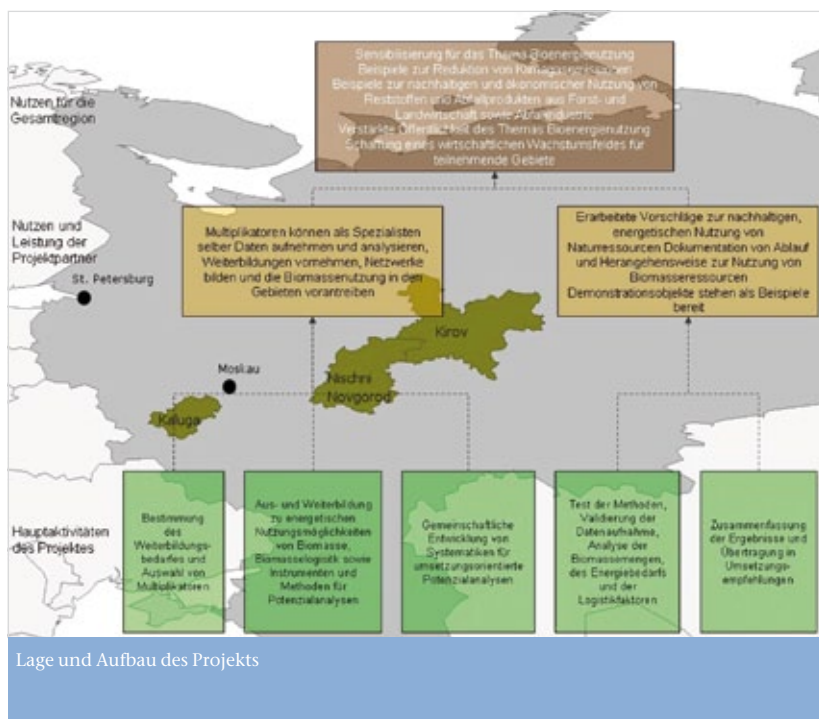 Sensibilisierung für das Thema Bioenergienutzung
Beispiele zur Reduktion von Klimagasemissionen
Beispiele zur nachhaltigen und ökonomischer Nutzung von
Reststoffen und Abfallprodukten aus Forst- und
Landwirtschaft sowie Abfallindustrie
Verstärkte Öffentlichkeit des Themas Bioenergienutzung
Schaffung eines wirtschaftlichen Wachstumsfeldes für
teilnehmende Gebiete
Nutzen für die
Gesamtregion
Nutzen und
Leistung der
Projektpartner
Multiplikatoren können als Spezialisten
selber Daten aufnehmen und analysieren,
Weiterbildungen vornehmen, Netzwerke
bilden und die Biomassenutzung in den
Gebieten vorantreiben
Erarbeitete Vorschläge zur nachhaltigen,
energetischen Nutzung von
Naturressourcen Dokumentation von Ablauf
und Herangehensweise zur Nutzung von
Biomasseressourcen
Demonstrationsobjekte stehen als Beispiele
bereit
St. Petersburg
Kirov
Moskau
Nischni
Novgorod
Kaluga
Hauptaktivitäten
des Projektes
Bestimmung
des
Weiterbildungs-
bedarfes und
Auswahl von
Multiplikatoren
Aus- und Weiterbildung
zu energetischen
Nutzungsmöglichkeiten
von Biomasse,
Biomasselogistik sowie
Instrumenten und
Methoden für
Potenzialanalysen
Gemeinschaftliche
Entwicklung von
Systematiken für
umsetzungsorientierte
Potenzialanalysen
Test der Methoden,
Validierung der
Datenaufnahme,
Analyse der
Biomassemengen,
des Energiebedarfs
und der
Logistikfaktoren
Zusammenfassung
der Ergebnisse und
Übertragung in
Umsetzungs-
empfehlungen
Lage und Aufbau des Projekts